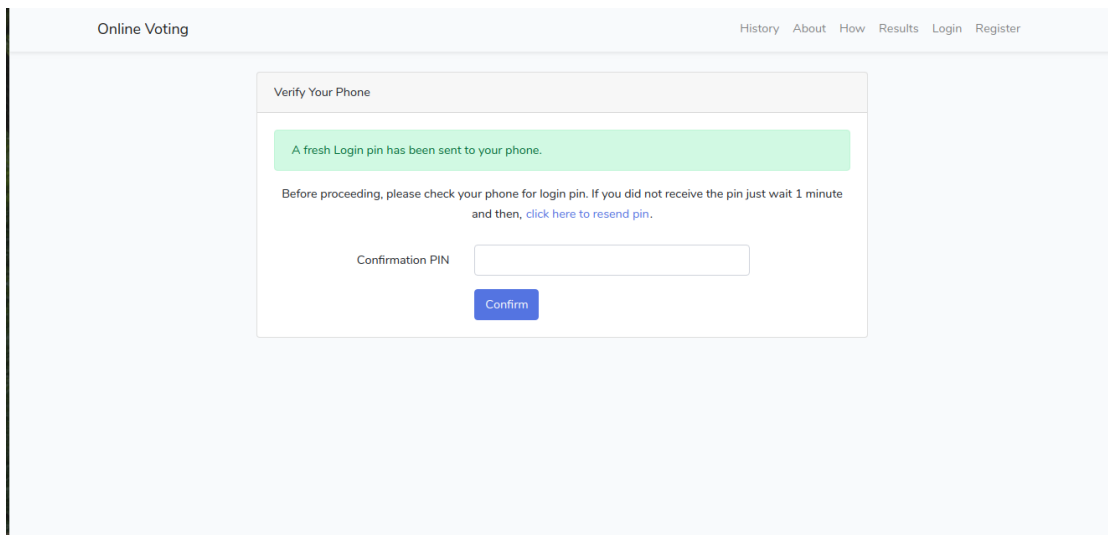 Online Voting
History About How Results Login Register
Verify Your Phone
A fresh Login pin has been sent to your phone.
Before proceeding, please check your phone for login pin. If you did not receive the pin just wait 1 minute
and then, click here to resend pin.
Confirmation PIN
Confirm